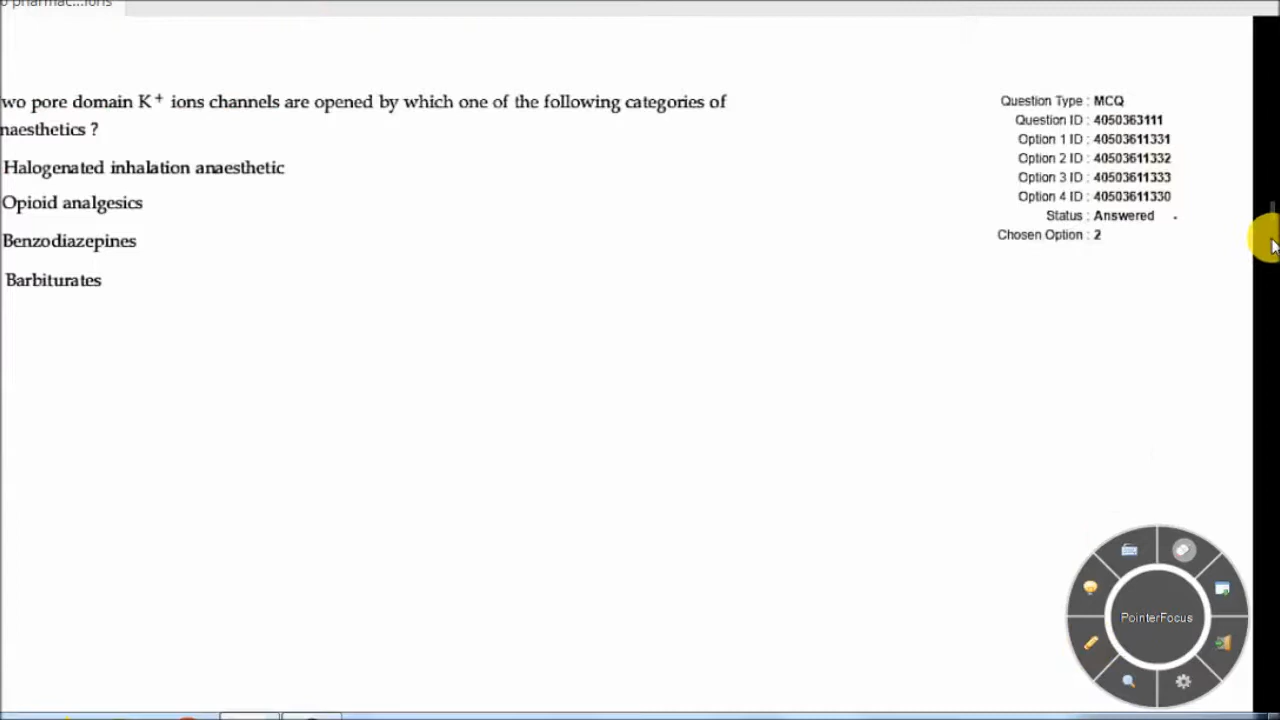 wo pore domain K⁺ ions channels are opened by which one of the following categories of
naesthetics ?
Halogenated inhalation anaesthetic
Opioid analgesics
Benzodiazepines
Barbiturates
Question Type : MCQ
Question ID : 4050363111
Option 1 ID : 40503611331
Option 2 ID : 40503611332
Option 3 ID : 40503611333
Option 4 ID : 40503611330
Status : Answered
Chosen Option : 2
PointerFocus